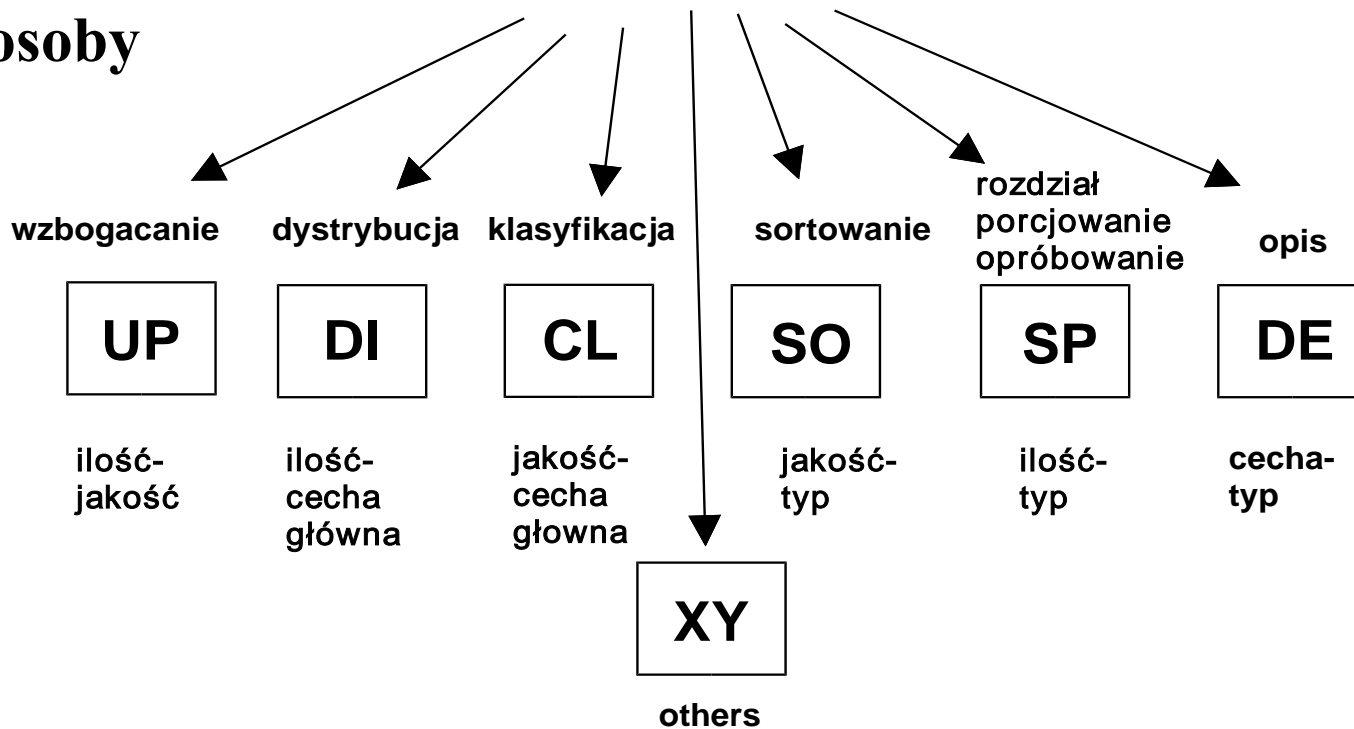 osoby
wzbogacanie
dystrybucja
klasyfikacja
sortowanie
rozdział
porcjowanie
opróbowanie
opis
UP
DI
CL
SO
SP
DE
ilość-
jakość
ilość-
cecha
główna
jakość-
cecha
głowna
jakość-
typ
ilość-
typ
cecha-
typ
XY
others